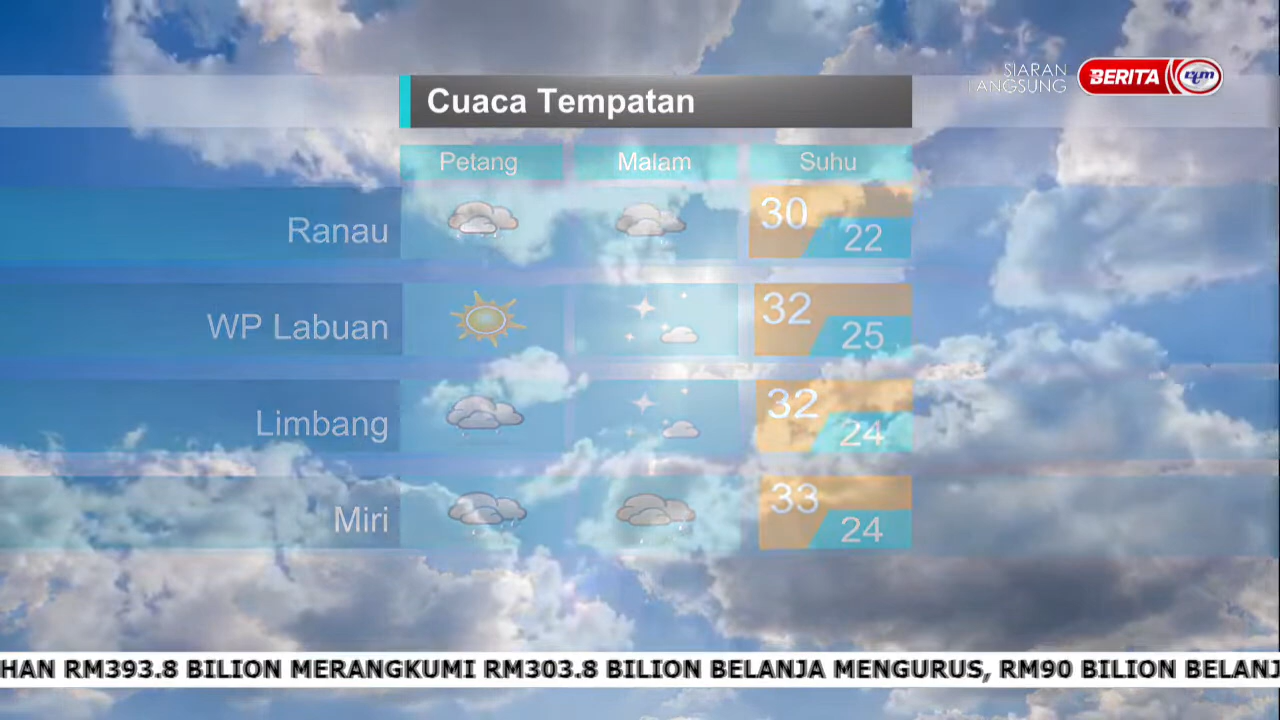 SIARAN
LANGSUNG
BERITA rtm
Cuaca Tempatan
Petang Malam Suhu
Ranau 30 22
WP Labuan 32 25
Limbang 32 24
Miri 33 24
HAN RM393.8 BILION MERANGKUMI RM303.8 BILION BELANJA MENGURUS, RM90 BILION BELANJ